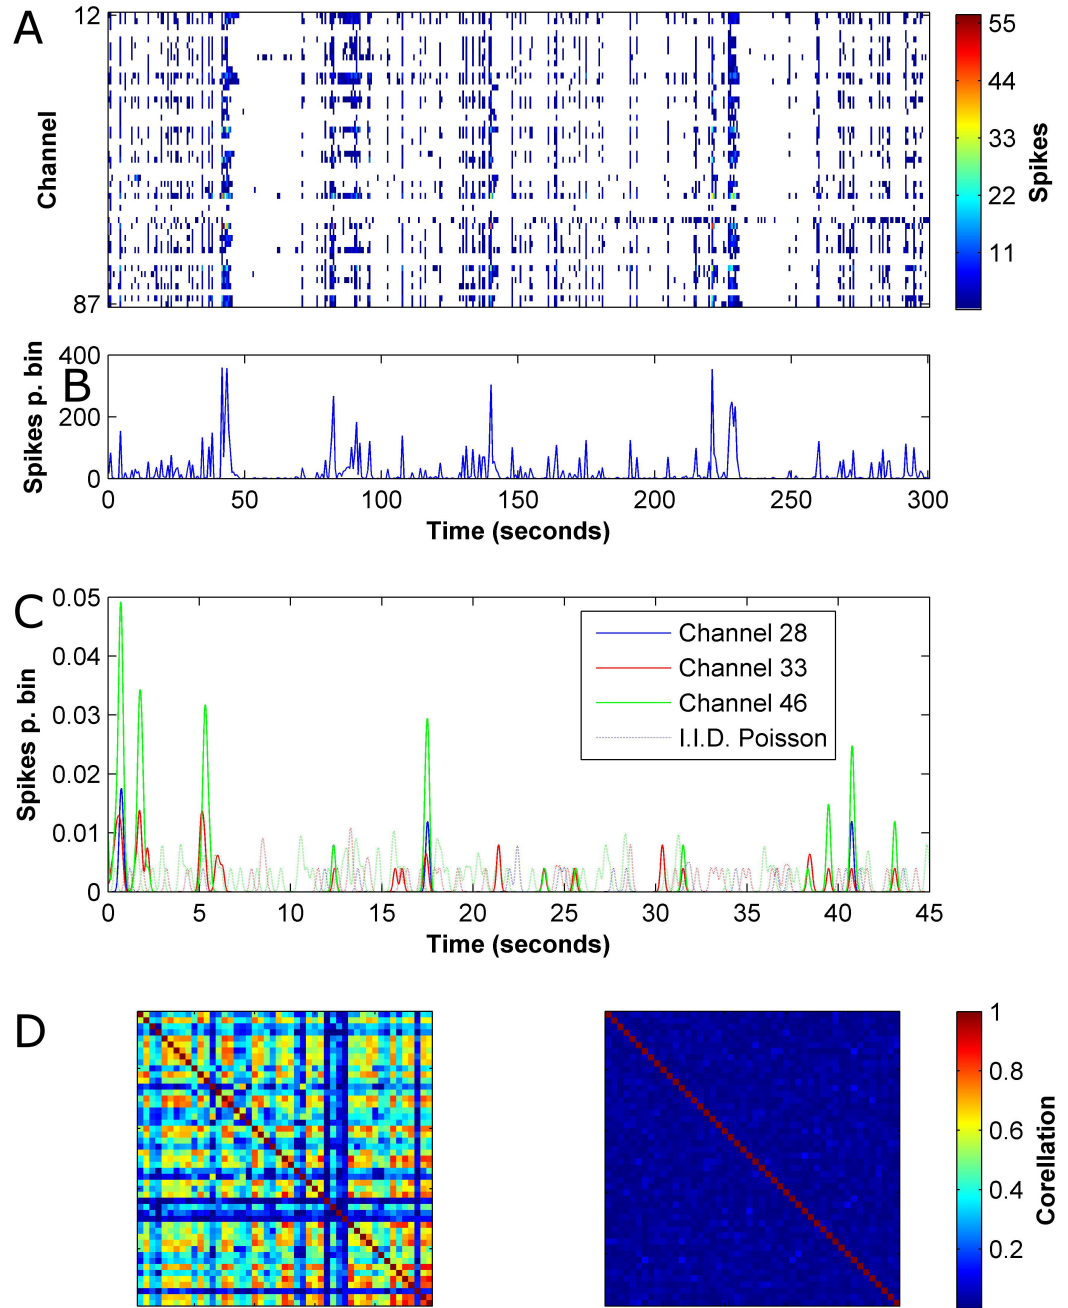 A
12
Channel
87
55
44
33
22
11
Spikes
B
Spikes p. bin
400
200
0
0 50 100 150 200 250 300
Time (seconds)
C
Spikes p. bin
0.05
0.04
0.03
0.02
0.01
0
Channel 28
Channel 33
Channel 46
I.I.D. Poisson
0 5 10 15 20 25 30 35 40 45
Time (seconds)
D
1
0.8
0.6
0.4
0.2
Corellation